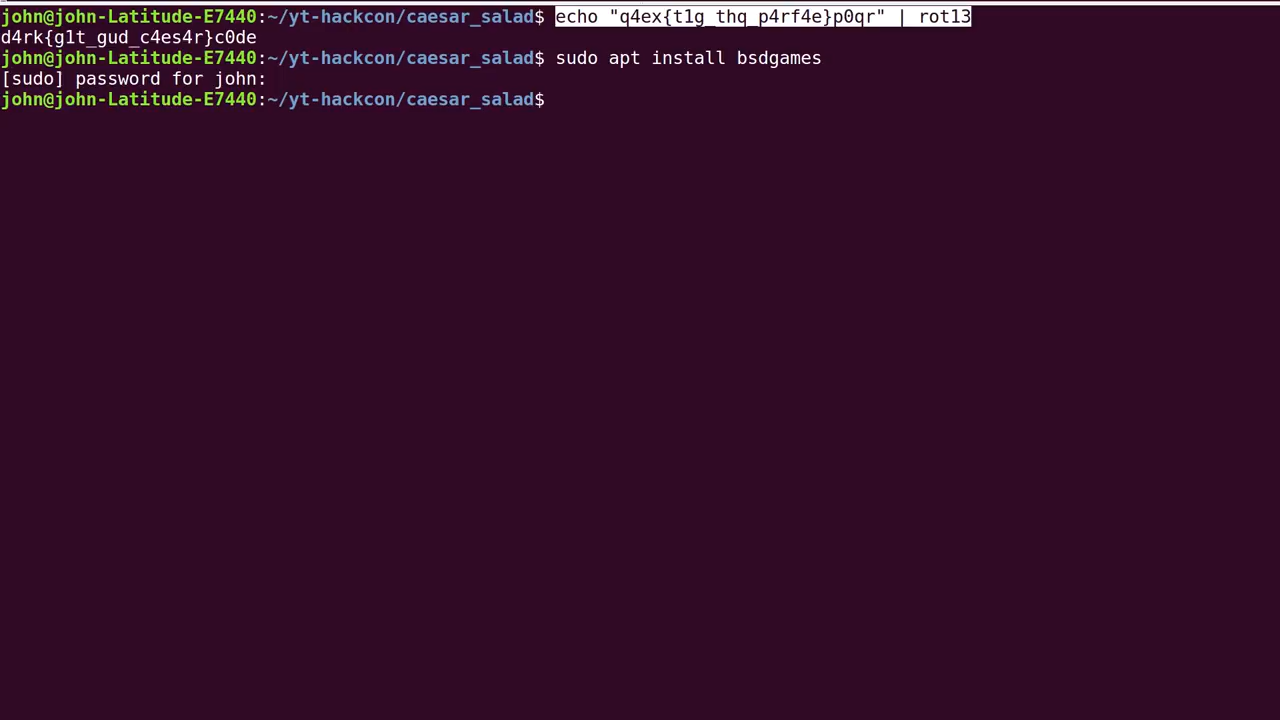 john@john-Latitude-E7440:~/yt-hackcon/caesar_salad$ echo "q4ex{t1g_thq_p4rf4e}p0qr" | rot13
d4rk{g1t_gud_c4es4r}c0de
john@john-Latitude-E7440:~/yt-hackcon/caesar_salad$ sudo apt install bsdgames
[sudo] password for john:
john@john-Latitude-E7440:~/yt-hackcon/caesar_salad$